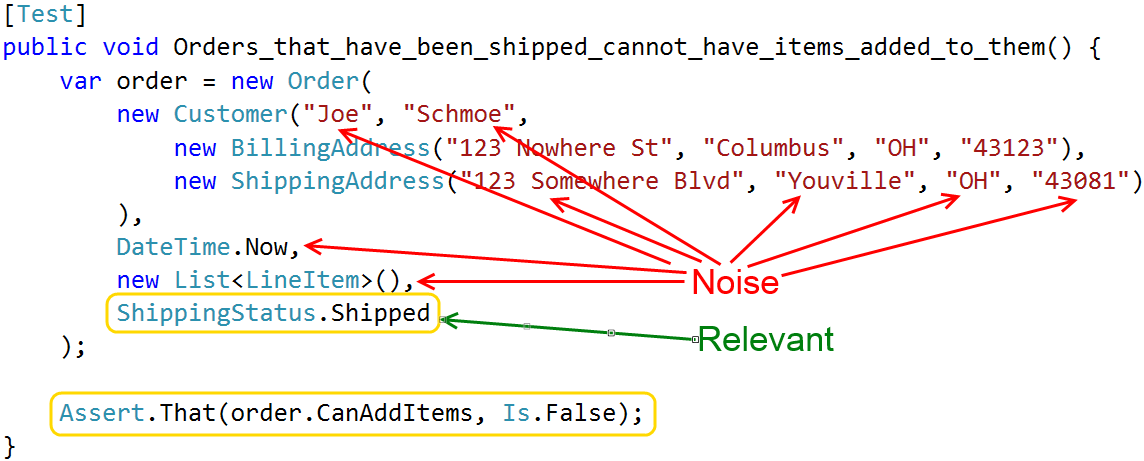 [Test]
public void Orders_that_have_been_shipped_cannot_have_items_added_to_them() {
    var order = new Order(
        new Customer("Joe", "Schmoe",
            new BillingAddress("123 Nowhere St", "Columbus", "OH", "43123"),
            new ShippingAddress("123 Somewhere Blvd", "Youville", "OH", "43081")
        ),
        DateTime.Now,
        new List<LineItem>(),
Noise
        ShippingStatus.Shipped
Relevant
    );
    Assert.That(order.CanAddItems, Is.False);
}